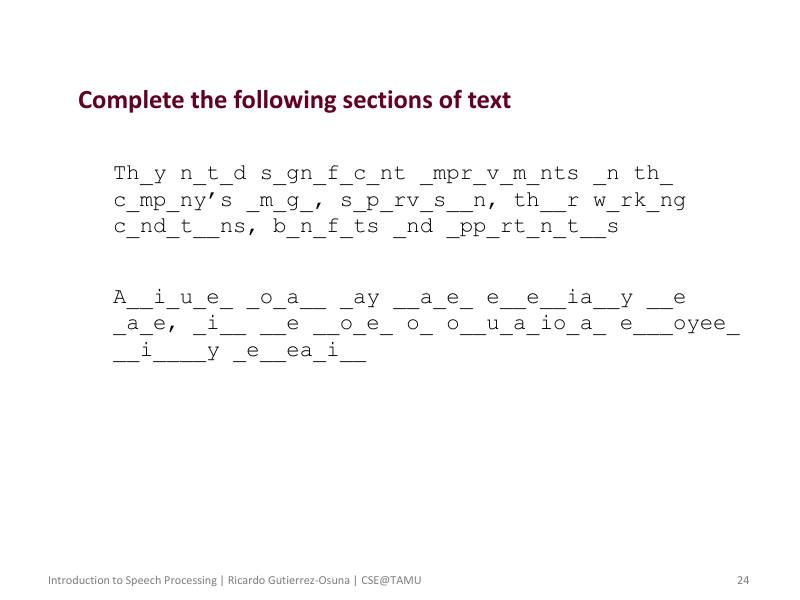 Complete the following sections of text
Th_y n_t_d s_gn_f_c_nt _mpr_v_m_nts _n th_
c_mp_ny’s _m_g_, s_p_rv_s__n, th__r w_rk_ng
c_nd_t__ns, b_n_f_ts _nd _pp_rt_n_t__s
A__i_u_e_ _o_a__ _ay __a_e_ e__e__ia__y __e
_a_e, _i__ __e __o_e_ o_ o__u_a_io_a_ e___oyee_
__i____y _e__ea_i__
Introduction to Speech Processing | Ricardo Gutierrez-Osuna | CSE@TAMU
24